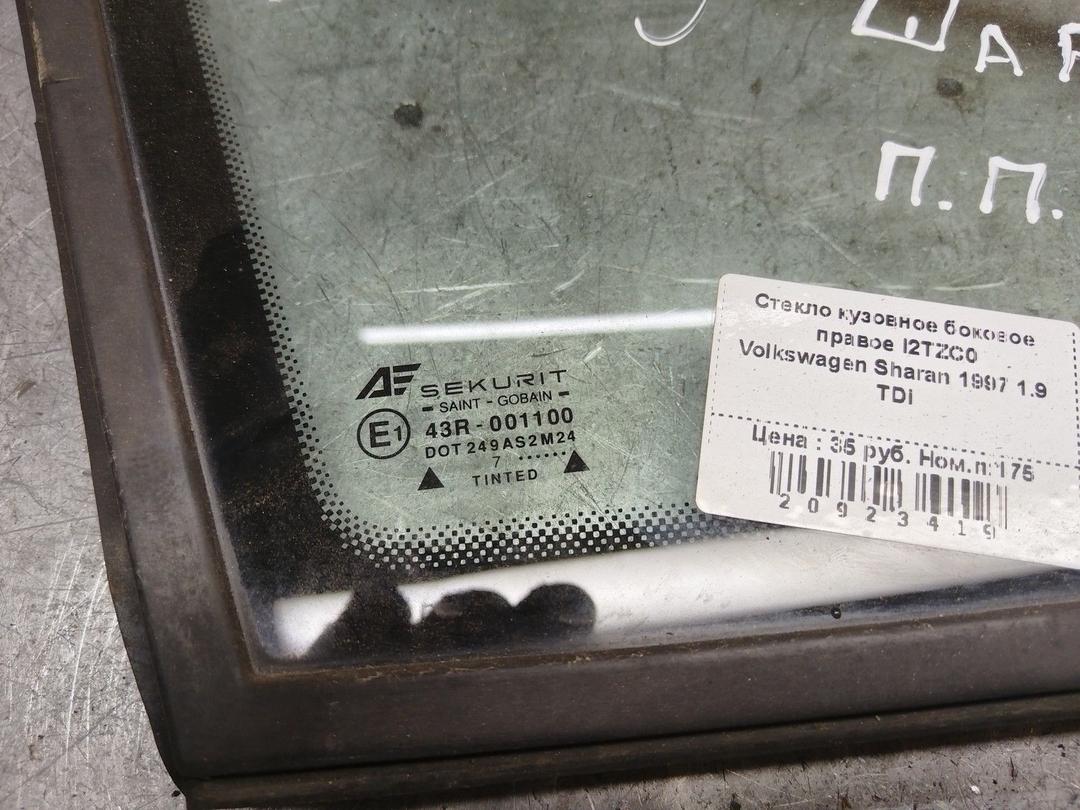 ША
П.П.
SEKURIT
- SAINT - GOBAIN -
E1
43R - 001100
DOT 249 AS2 M24
7 ......
TINTED
Стекло кузовное боковое
правое I2TZC0
Volkswagen Sharan 1997 1.9
TDi
Цена : 35 руб. Ном.п:175
20923419